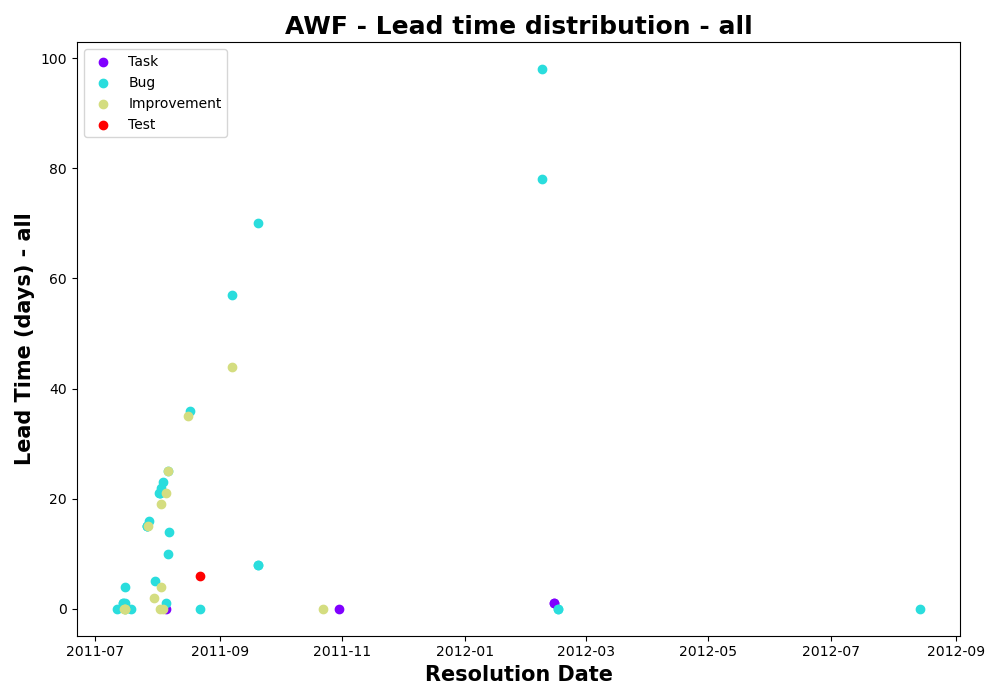 AWF - Lead time distribution - all
Task
Bug
Improvement
Test
100
80
60
40
20
0
Lead Time (days) - all
2011-07 2011-09 2011-11 2012-01 2012-03 2012-05 2012-07 2012-09
Resolution Date